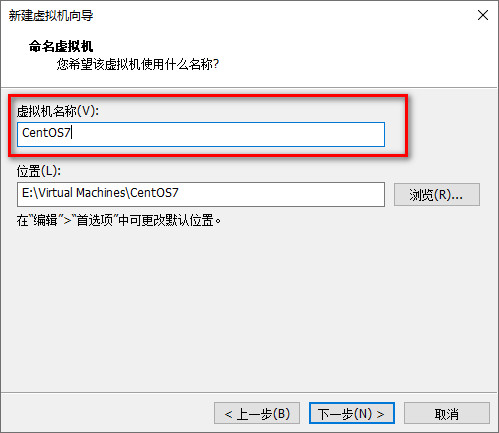 新建虚拟机向导
命名虚拟机
您希望该虚拟机使用什么名称?
虚拟机名称(V):
CentOS7
位置(L):
E:\Virtual Machines\CentOS7
浏览(R)...
在“编辑”>“首选项”中可更改默认位置。
< 上一步(B)
下一步(N) >
取消